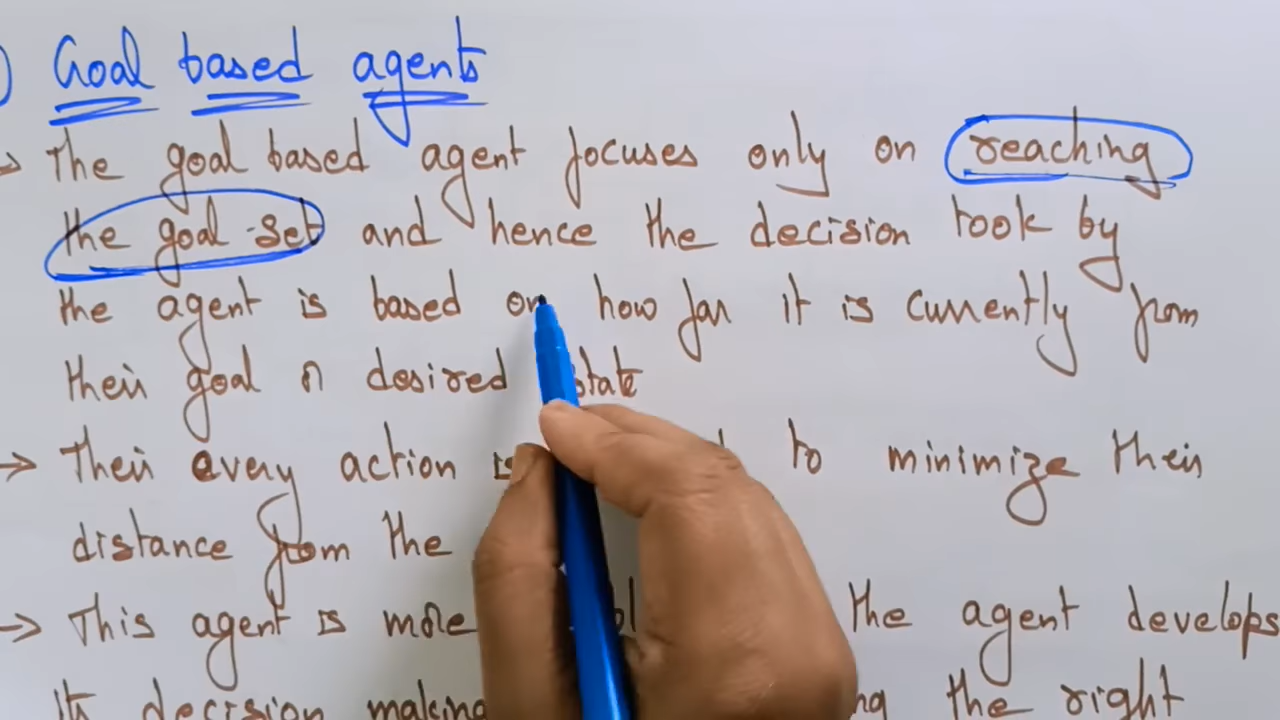 ) Goal based agents
→ The goal based agent focuses only on reaching
the goal-set and hence the decision took by
the agent is based on how far it is currently from
their goal or desired state
→ Their every action is to minimize their
distance from the
→ This agent is more the agent develops
its decision making the right